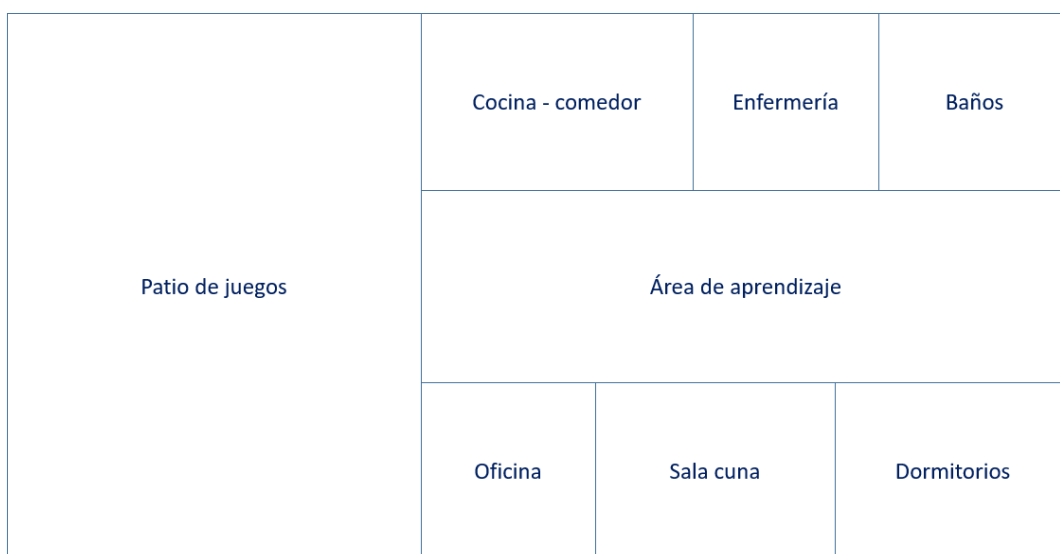 Cocina - comedor
Enfermería
Baños
Patio de juegos
Área de aprendizaje
Oficina
Sala cuna
Dormitorios